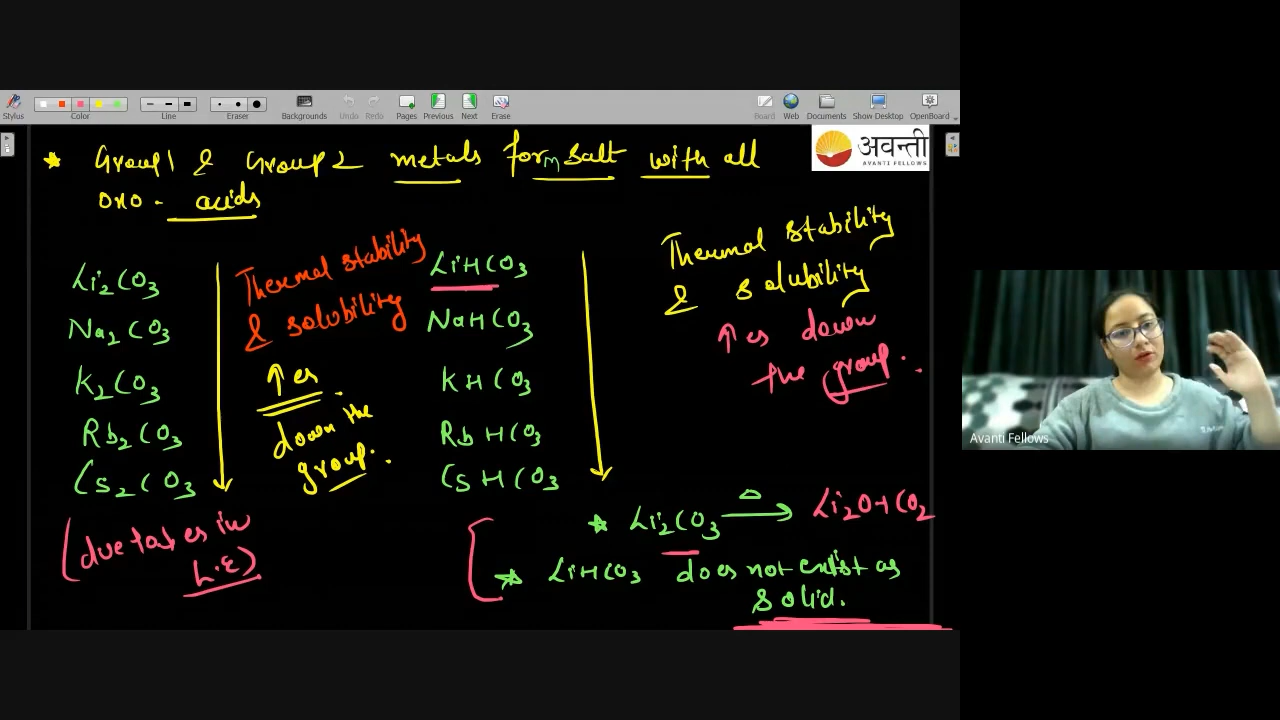 Stylus
Color
Line
Eraser
Backgrounds
Undo
Redo
Pages
Previous
Next
Erase
Board
Web
Documents
Show Desktop
OpenBoard
★ Group 1 & Group 2 metals form salt with all
oxo - acids
अवन्ती
AVANTI FELLOWS
Li2CO3
Na2CO3
K2CO3
Rb2CO3
Cs2CO3
(due to ↑es in
L.E)
Thermal stability
& solubility
↑es.
down the
group.
LiHCO3
NaHCO3
KHCO3
RbHCO3
CsHCO3
Thermal stability
& solubility
↑es down
the group.
★ Li2CO3 —Δ→ Li2O+CO2
★ LiHCO3 does not exist as
solid.
Avanti Fellows